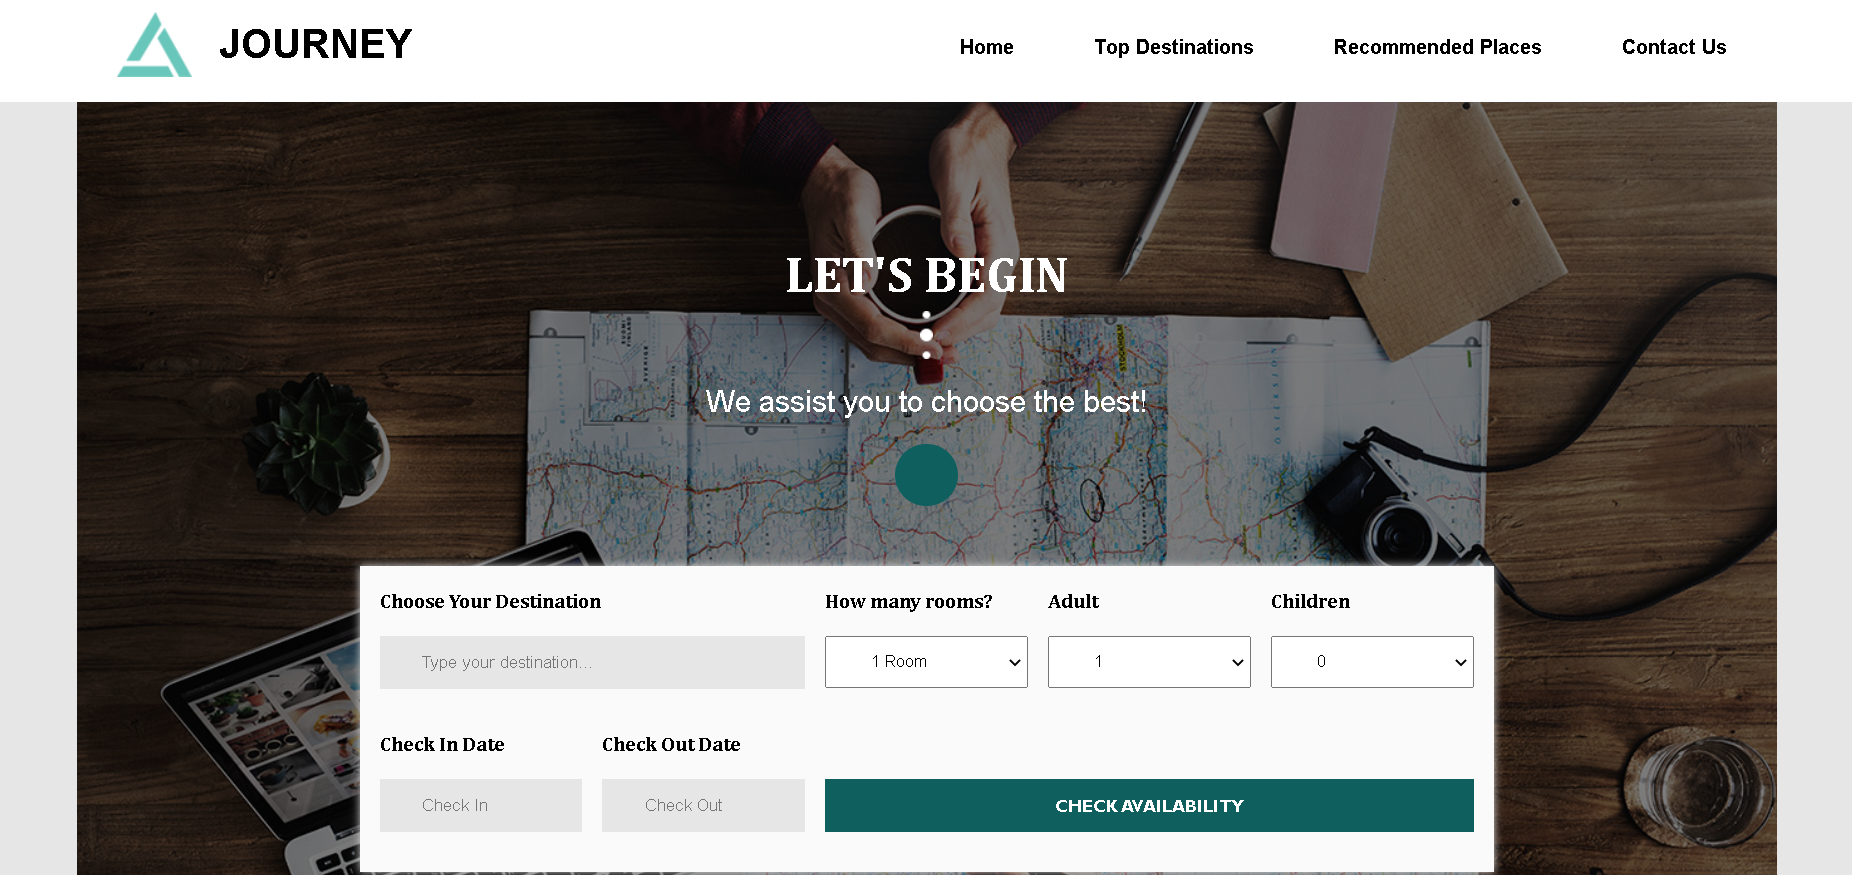 JOURNEY
Home
Top Destinations
Recommended Places
Contact Us
LET'S BEGIN
STOCKHOLM
We assist you to choose the best!
Choose Your Destination
How many rooms?
Adult
Children
Type your destination...
1 Room
1
0
Check In Date
Check Out Date
Check In
Check Out
CHECK AVAILABILITY